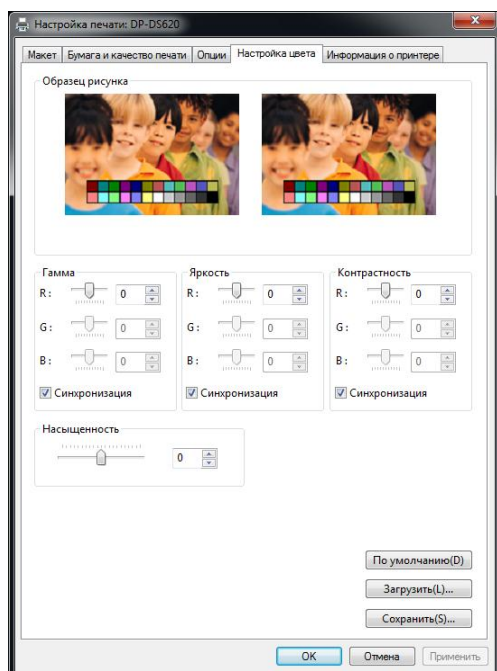 Настройка печати: DP-DS620
Макет Бумага и качество печати Опции Настройка цвета Информация о принтере
Образец рисунка
Гамма Яркость Контрастность
R: 0 R: 0 R: 0
G: 0 G: 0 G: 0
B: 0 B: 0 B: 0
Синхронизация Синхронизация Синхронизация
Насыщенность
0
По умолчанию(D)
Загрузить(L)...
Сохранить(S)...
OK Отмена Применить